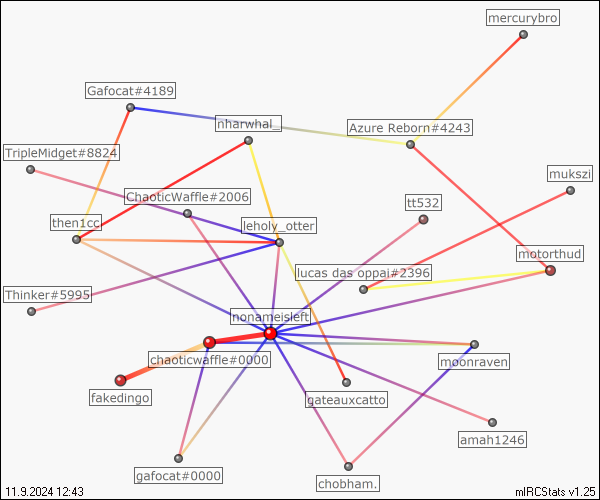 mercurybro
Gafocat#4189
nharwhal_
Azure Reborn#4243
TripleMidget#8824
mukszi
ChaoticWaffle#2006
tt532
then1cc
leholy_otter
motorthud
lucas das oppai#2396
Thinker#5995
nonameisleft
chaoticwaffle#0000
moonraven
fakedingo
gateauxcatto
amah1246
gafocat#0000
chobham.
11.9.2024 12:43
mIRCStats v1.25